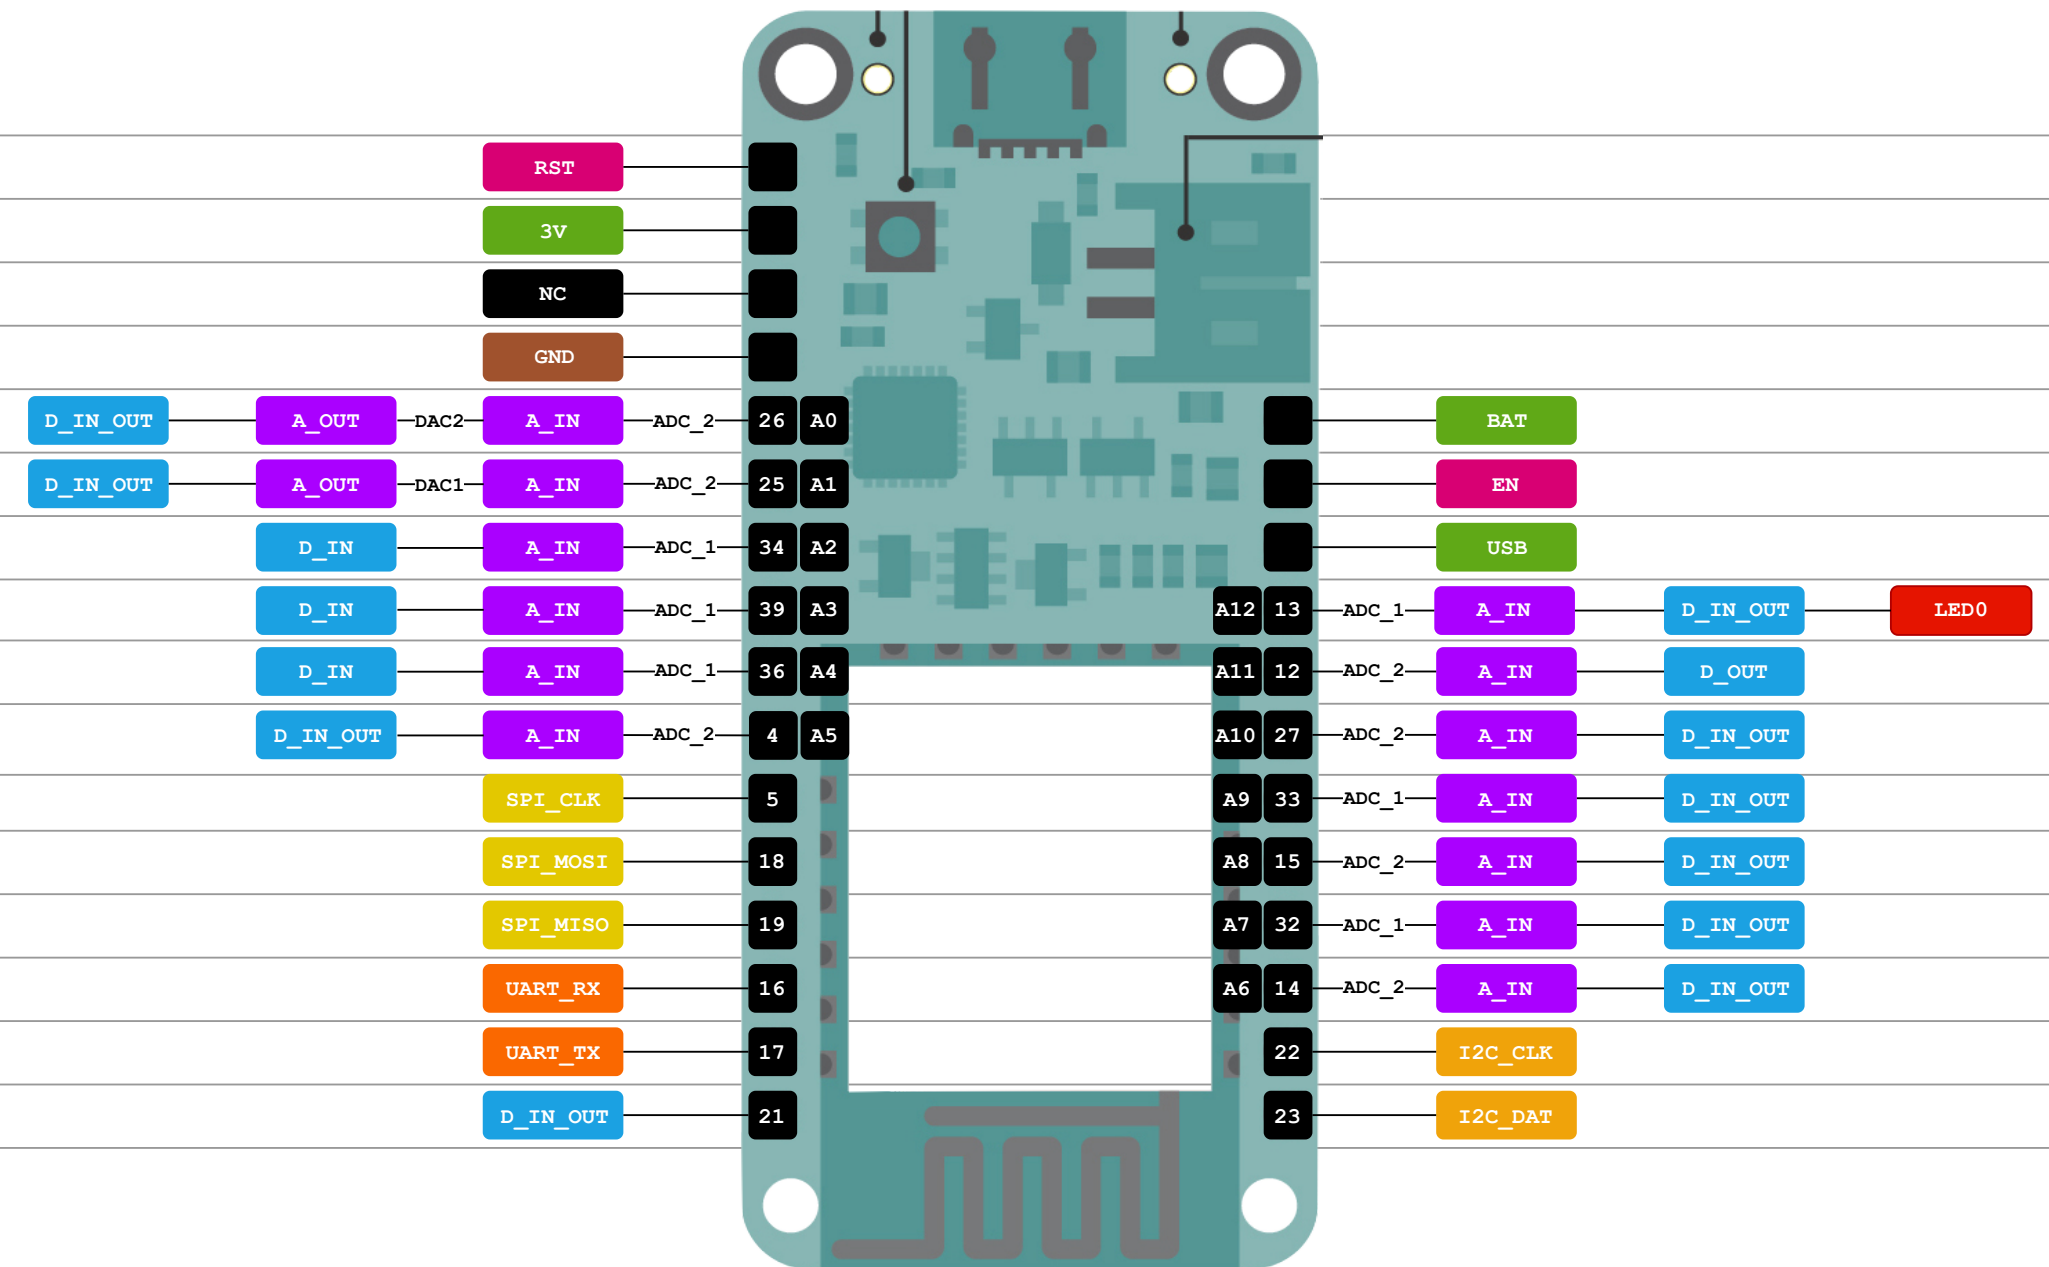 RST
3V
NC
GND
D_IN_OUT A_OUT DAC2 A_IN ADC_2 26 A0 BAT
D_IN_OUT A_OUT DAC1 A_IN ADC_2 25 A1 EN
D_IN A_IN ADC_1 34 A2 USB
D_IN A_IN ADC_1 39 A3 A12 13 ADC_1 A_IN D_IN_OUT LED0
D_IN A_IN ADC_1 36 A4 A11 12 ADC_2 A_IN D_OUT
D_IN_OUT A_IN ADC_2 4 A5 A10 27 ADC_2 A_IN D_IN_OUT
SPI_CLK 5 A9 33 ADC_1 A_IN D_IN_OUT
SPI_MOSI 18 A8 15 ADC_2 A_IN D_IN_OUT
SPI_MISO 19 A7 32 ADC_1 A_IN D_IN_OUT
UART_RX 16 A6 14 ADC_2 A_IN D_IN_OUT
UART_TX 17 22 I2C_CLK
D_IN_OUT 21 23 I2C_DAT